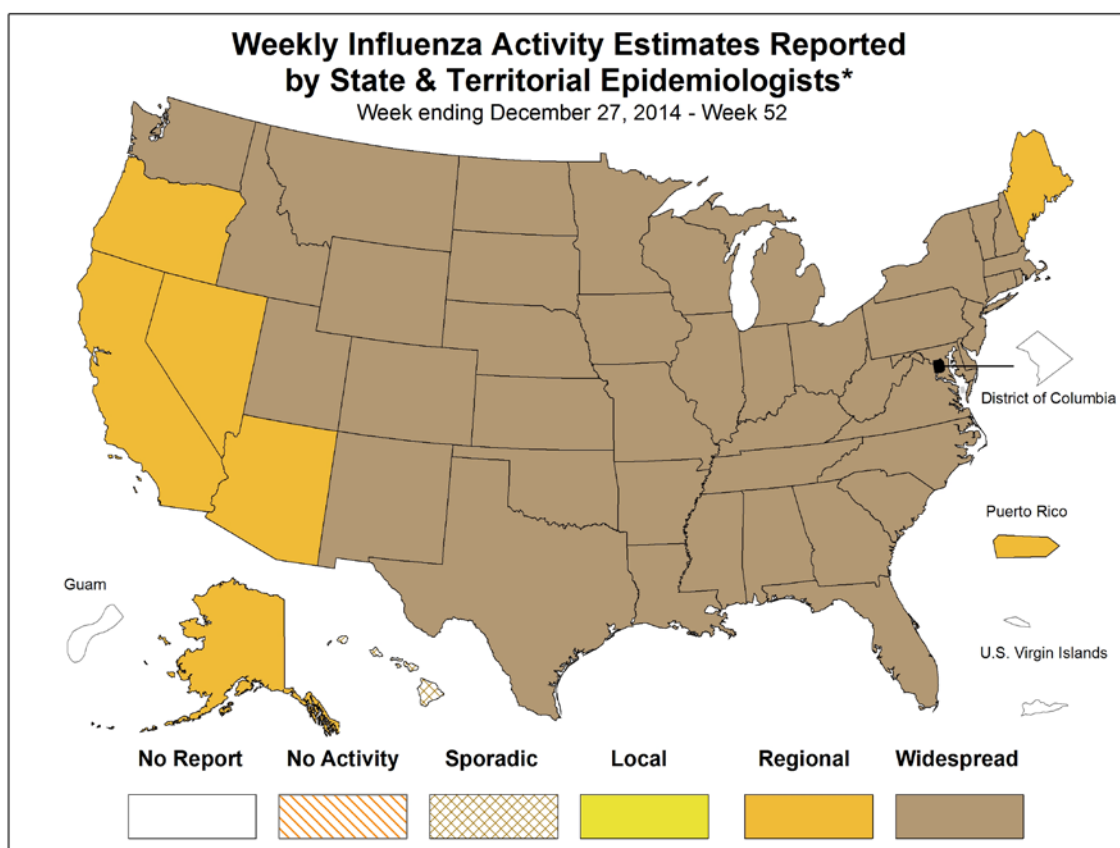 Weekly Influenza Activity Estimates Reported
by State & Territorial Epidemiologists*
Week ending December 27, 2014 - Week 52
District of Columbia
Puerto Rico
Guam
U.S. Virgin Islands
No Report No Activity Sporadic Local Regional Widespread